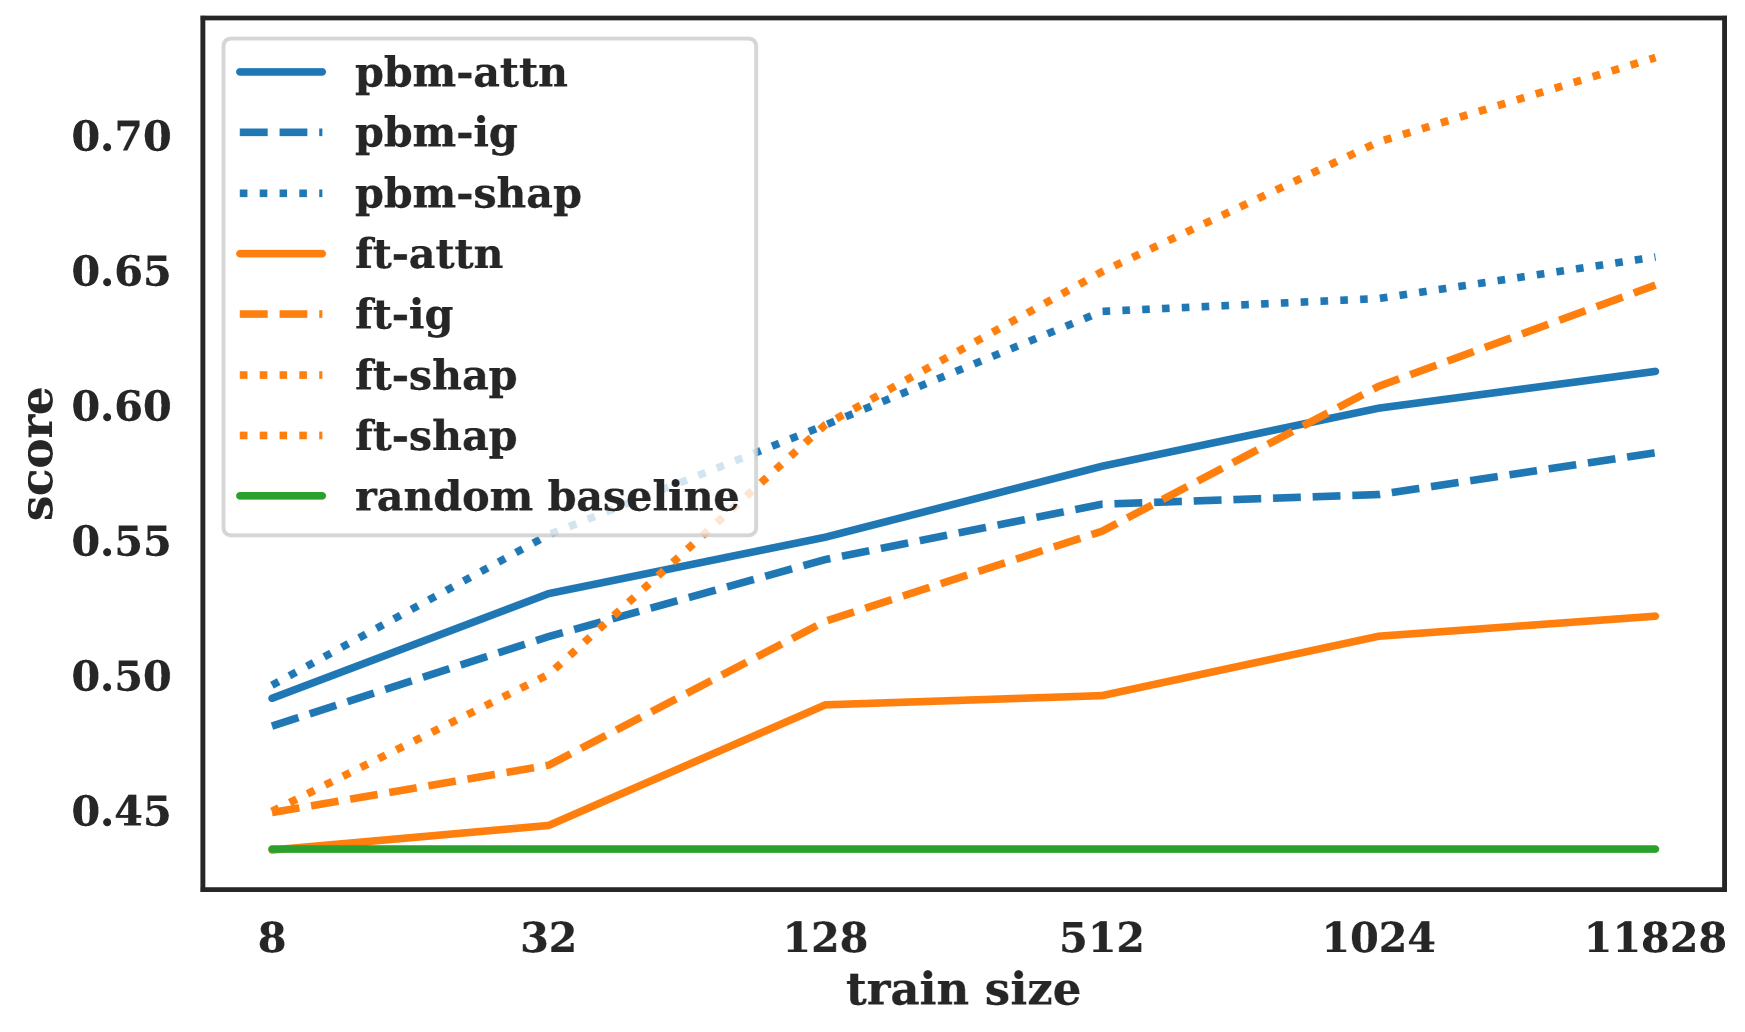 pbm-attn
pbm-ig
pbm-shap
ft-attn
ft-ig
ft-shap
ft-shap
random baseline
score
0.70
0.65
0.60
0.55
0.50
0.45
8 32 128 512 1024 11828
train size